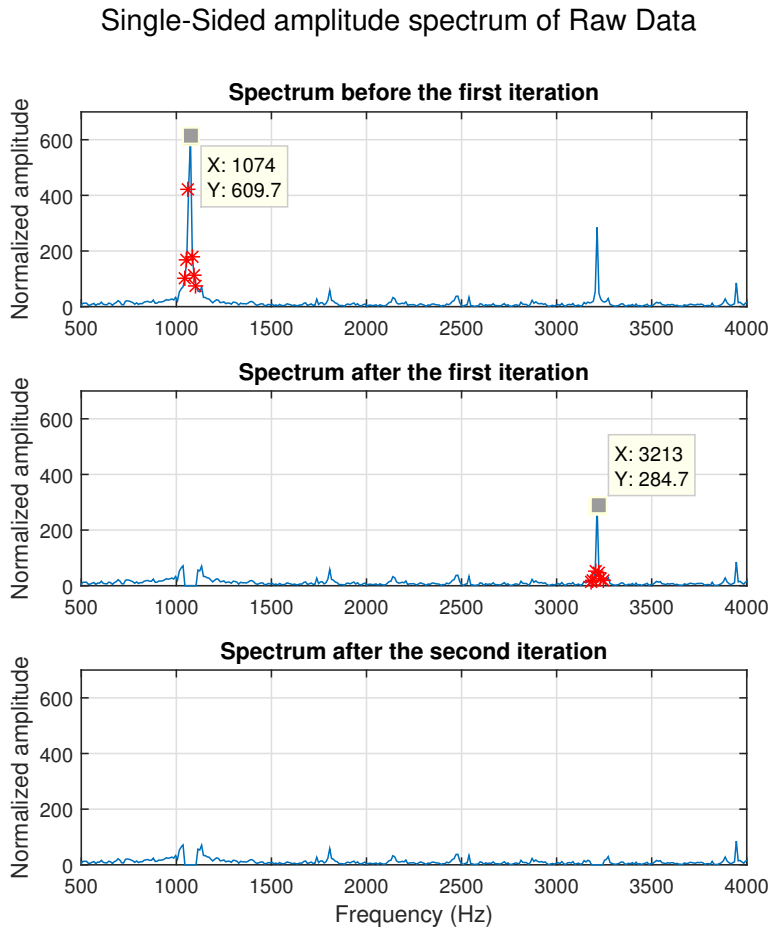 Single-Sided amplitude spectrum of Raw Data
Spectrum before the first iteration
Normalized amplitude
600
400
200
0
X: 1074
Y: 609.7
500 1000 1500 2000 2500 3000 3500 4000
Spectrum after the first iteration
Normalized amplitude
600
400
200
0
X: 3213
Y: 284.7
500 1000 1500 2000 2500 3000 3500 4000
Spectrum after the second iteration
Normalized amplitude
600
400
200
0
500 1000 1500 2000 2500 3000 3500 4000
Frequency (Hz)